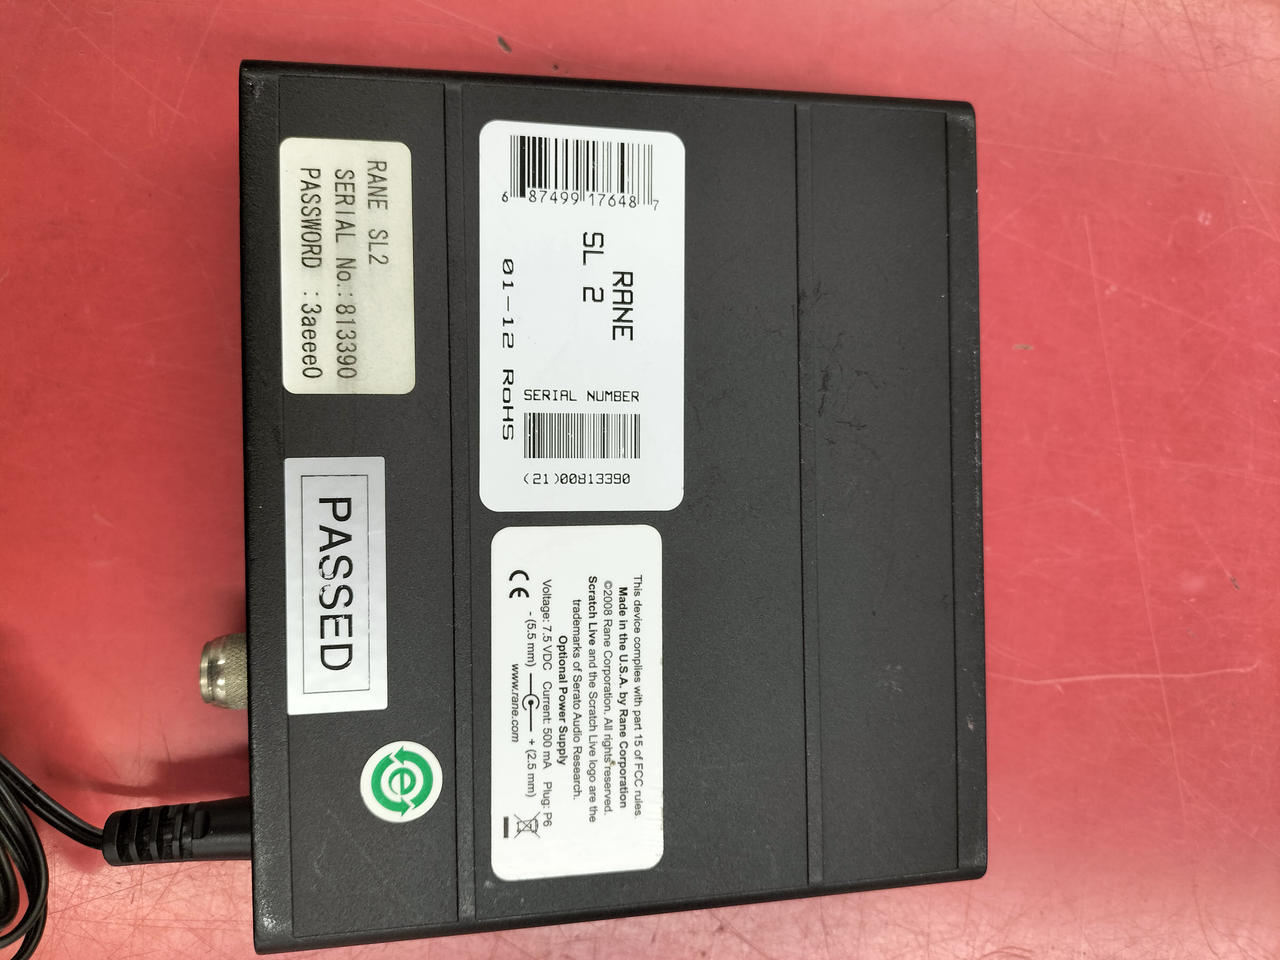 RANE SL2
SERIAL No.:813390
PASSWORD :3aeee0
6 87499 17648 7
RANE
SL 2
01-12 RoHS
SERIAL NUMBER
(21)00813390
PASSED
This device complies with part 15 of FCC rules.
Made in the U.S.A. by Rane Corporation
©2008 Rane Corporation. All rights reserved.
Scratch Live and the Scratch Live logo are the
trademarks of Serato Audio Research.
Optional Power Supply
Voltage: 7.5 VDC Current: 500 mA Plug: P6
- (5.5 mm) + (2.5 mm)
www.rane.com
CE
e